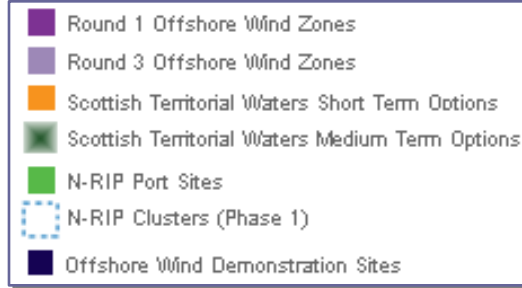 Round 1 Offshore Wind Zones
Round 3 Offshore Wind Zones
Scottish Territorial Waters Short Term Options
Scottish Territorial Waters Medium Term Options
N-RIP Port Sites
N-RIP Clusters (Phase 1)
Offshore Wind Demonstration Sites